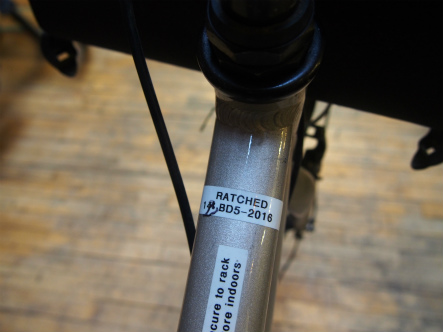 RATCHED
BD5-2016
cure to rack
ore indoors